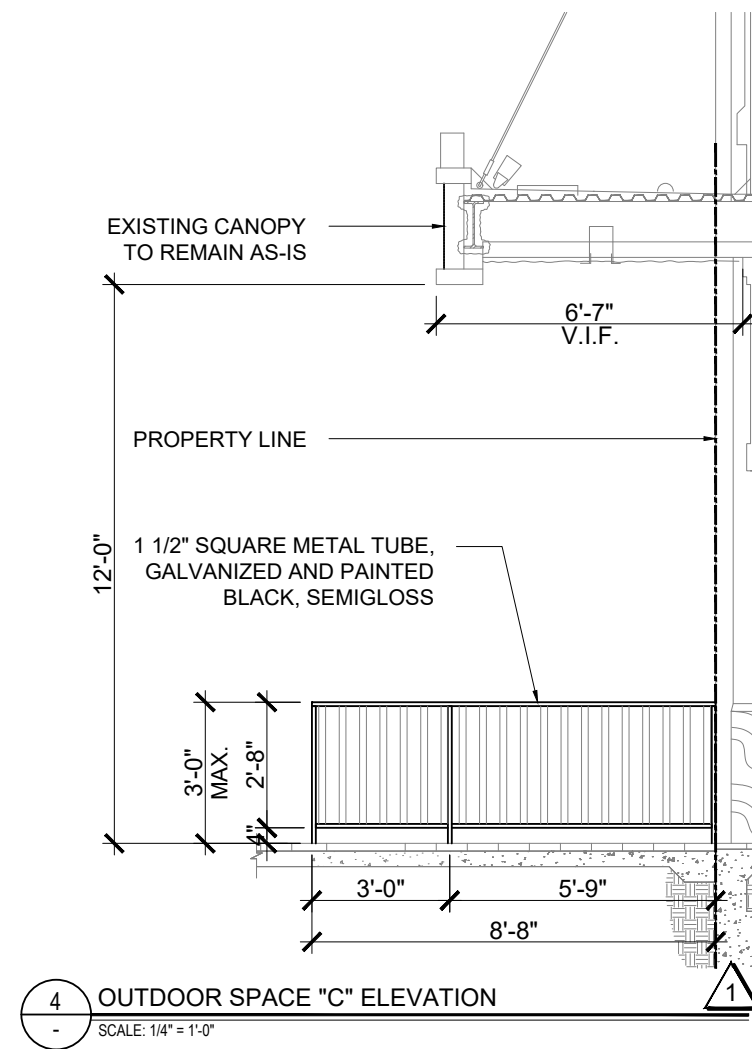 EXISTING CANOPY
TO REMAIN AS-IS
6'-7"
V.I.F.
PROPERTY LINE
12'-0"
1 1/2" SQUARE METAL TUBE,
GALVANIZED AND PAINTED
BLACK, SEMIGLOSS
3'-0"
MAX.
2'-8"
4"
3'-0"
5'-9"
8'-8"
4
-
OUTDOOR SPACE "C" ELEVATION
SCALE: 1/4" = 1'-0"
1